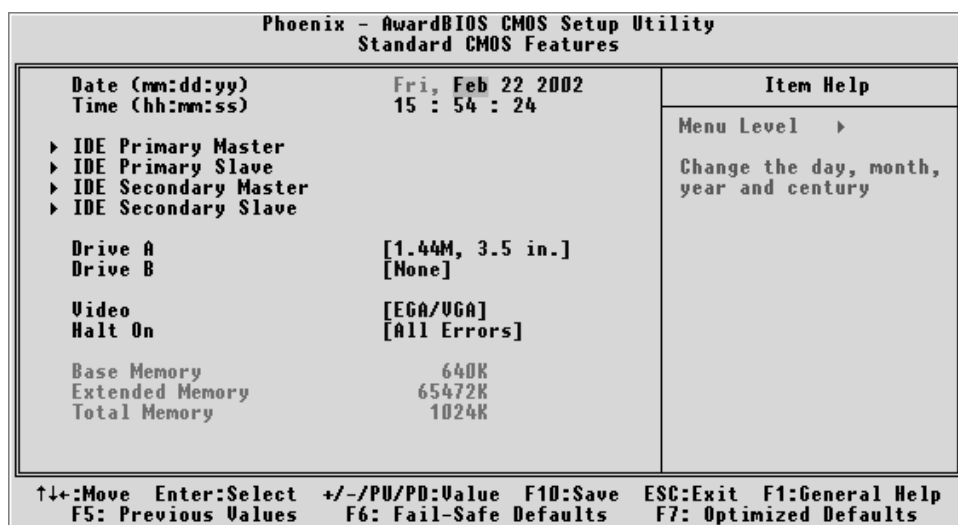 Phoenix - AwardBIOS CMOS Setup Utility
Standard CMOS Features
Date (mm:dd:yy) Fri, Feb 22 2002
Time (hh:mm:ss) 15 : 54 : 24
▸ IDE Primary Master
▸ IDE Primary Slave
▸ IDE Secondary Master
▸ IDE Secondary Slave
Drive A [1.44M, 3.5 in.]
Drive B [None]
Video [EGA/VGA]
Halt On [All Errors]
Base Memory 640K
Extended Memory 65472K
Total Memory 1024K
Item Help
Menu Level ▸
Change the day, month,
year and century
↑↓←:Move Enter:Select +/-/PU/PD:Value F10:Save ESC:Exit F1:General Help
F5: Previous Values F6: Fail-Safe Defaults F7: Optimized Defaults